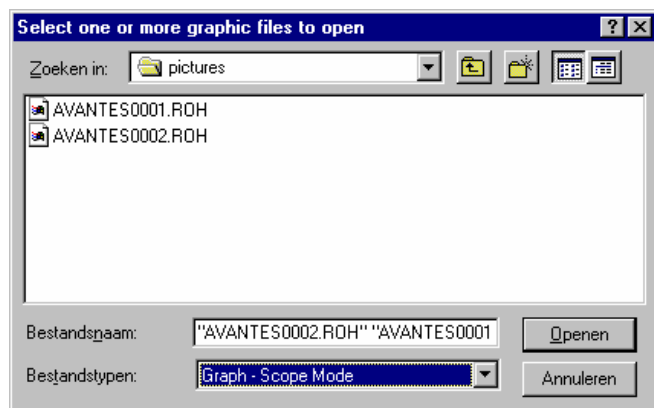 Select one or more graphic files to open
Zoeken in: pictures
AVANTES0001.ROH
AVANTES0002.ROH
Bestandsnaam: "AVANTES0002.ROH" "AVANTES0001 Openen
Bestandstypen: Graph - Scope Mode Annuleren